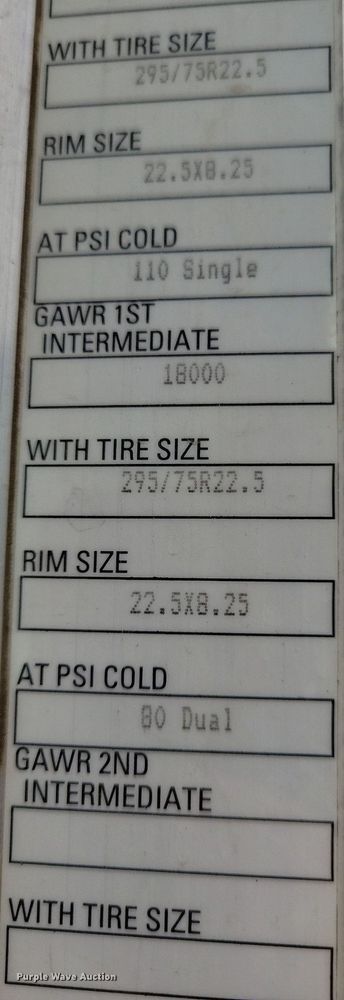 WITH TIRE SIZE
295/75R22.5
RIM SIZE
22.5X8.25
AT PSI COLD
110 Single
GAWR 1ST
INTERMEDIATE
18000
WITH TIRE SIZE
295/75R22.5
RIM SIZE
22.5X8.25
AT PSI COLD
80 Dual
GAWR 2ND
INTERMEDIATE
WITH TIRE SIZE
Purple Wave Auction